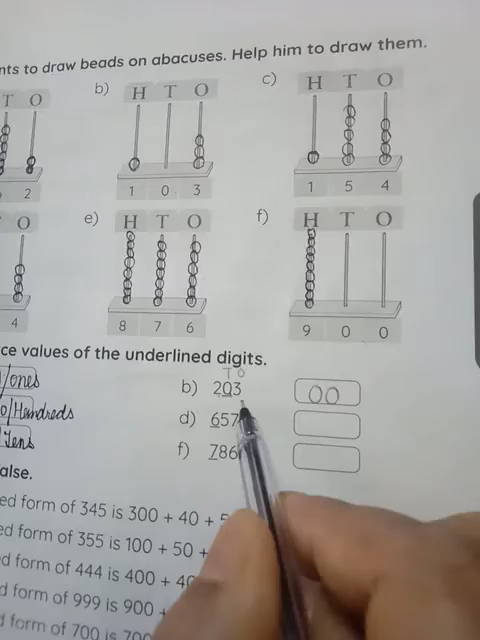 nts to draw beads on abacuses. Help him to draw them.
T O
2
b) H T O
1 0 3
c) H T O
1 5 4
O
4
e) H T O
8 7 6
f) H T O
9 0 0
ce values of the underlined digits.
/ones
T O
b) 203 00
0/Hundreds
d) 657
/Tens
f) 786
alse.
ed form of 345 is 300 + 40 + 5
ed form of 355 is 100 + 50 +
d form of 444 is 400 + 40
d form of 999 is 900 +
d form of 700 is 700